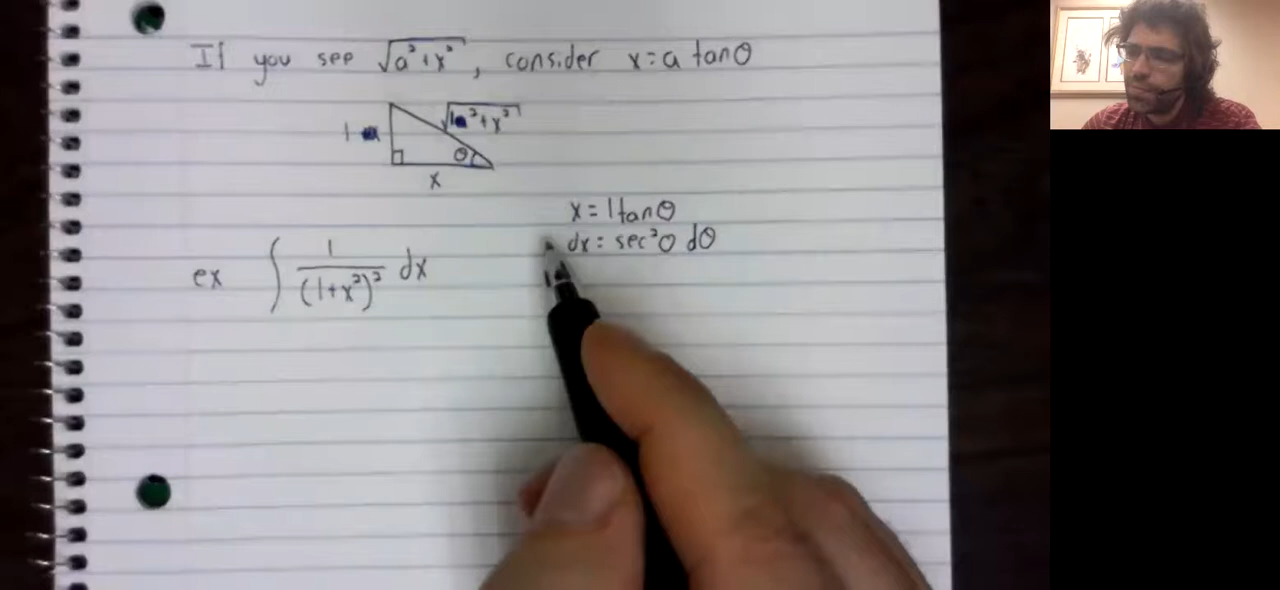 If you see √(a²+x²), consider x=a tanθ
1 √(1²+x²)
θ
x
x=1tanθ
dx = sec²θ dθ
ex ∫ 1/(1+x²)² dx